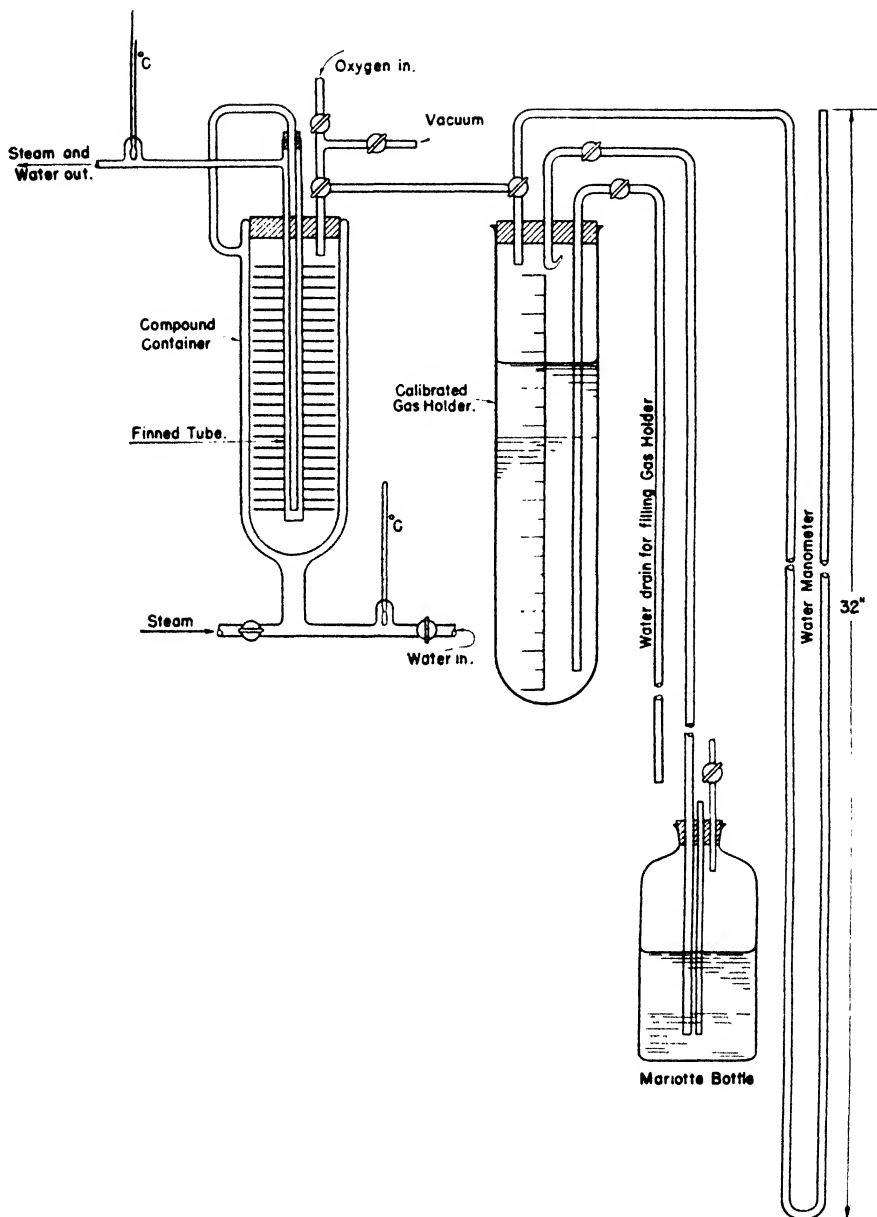 °C
Oxygen in.
Vacuum
Steam and
Water out.
Compound
Container
Calibrated
Gas Holder.
Finned Tube.
°C
Steam
Water in.
Water drain for filling Gas Holder
Water Manometer
32"
Mariotte Bottle